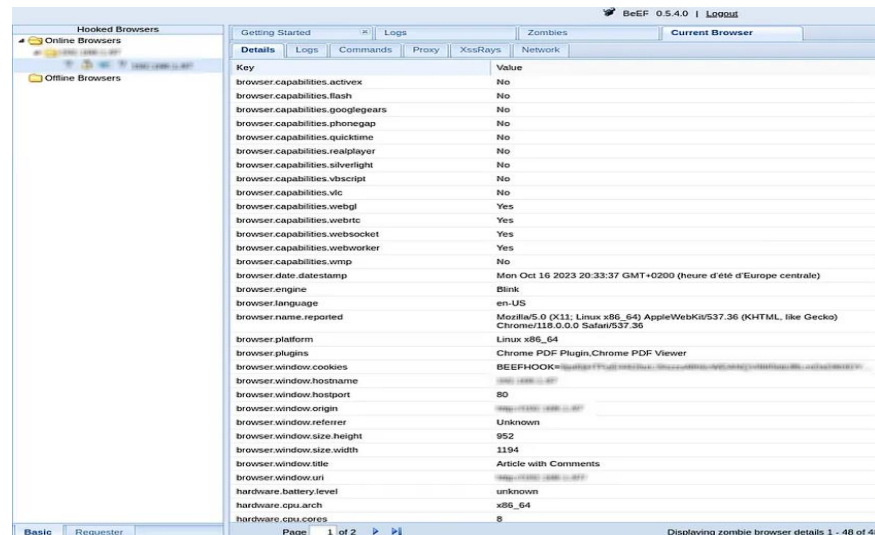 BeEF 0.5.4.0 | Logout
Hooked Browsers
Online Browsers
Offline Browsers
Basic Requester
Getting Started Logs Zombies Current Browser
Details Logs Commands Proxy XssRays Network
Key Value
browser.capabilities.activex No
browser.capabilities.flash No
browser.capabilities.googlegears No
browser.capabilities.phonegap No
browser.capabilities.quicktime No
browser.capabilities.realplayer No
browser.capabilities.silverlight No
browser.capabilities.vbscript No
browser.capabilities.vlc No
browser.capabilities.webgl Yes
browser.capabilities.webrtc Yes
browser.capabilities.websocket Yes
browser.capabilities.webworker Yes
browser.capabilities.wmp No
browser.date.datestamp Mon Oct 16 2023 20:33:37 GMT+0200 (heure d'été d'Europe centrale)
browser.engine Blink
browser.language en-US
browser.name.reported Mozilla/5.0 (X11; Linux x86_64) AppleWebKit/537.36 (KHTML, like Gecko)
Chrome/118.0.0.0 Safari/537.36
browser.platform Linux x86_64
browser.plugins Chrome PDF Plugin,Chrome PDF Viewer
browser.window.cookies BEEFHOOK=
browser.window.hostname
browser.window.hostport 80
browser.window.origin
browser.window.referrer Unknown
browser.window.size.height 952
browser.window.size.width 1194
browser.window.title Article with Comments
browser.window.uri
hardware.battery.level unknown
hardware.cpu.arch x86_64
hardware.cpu.cores 8
Page 1 of 2 Displaying zombie browser details 1 - 48 of 48